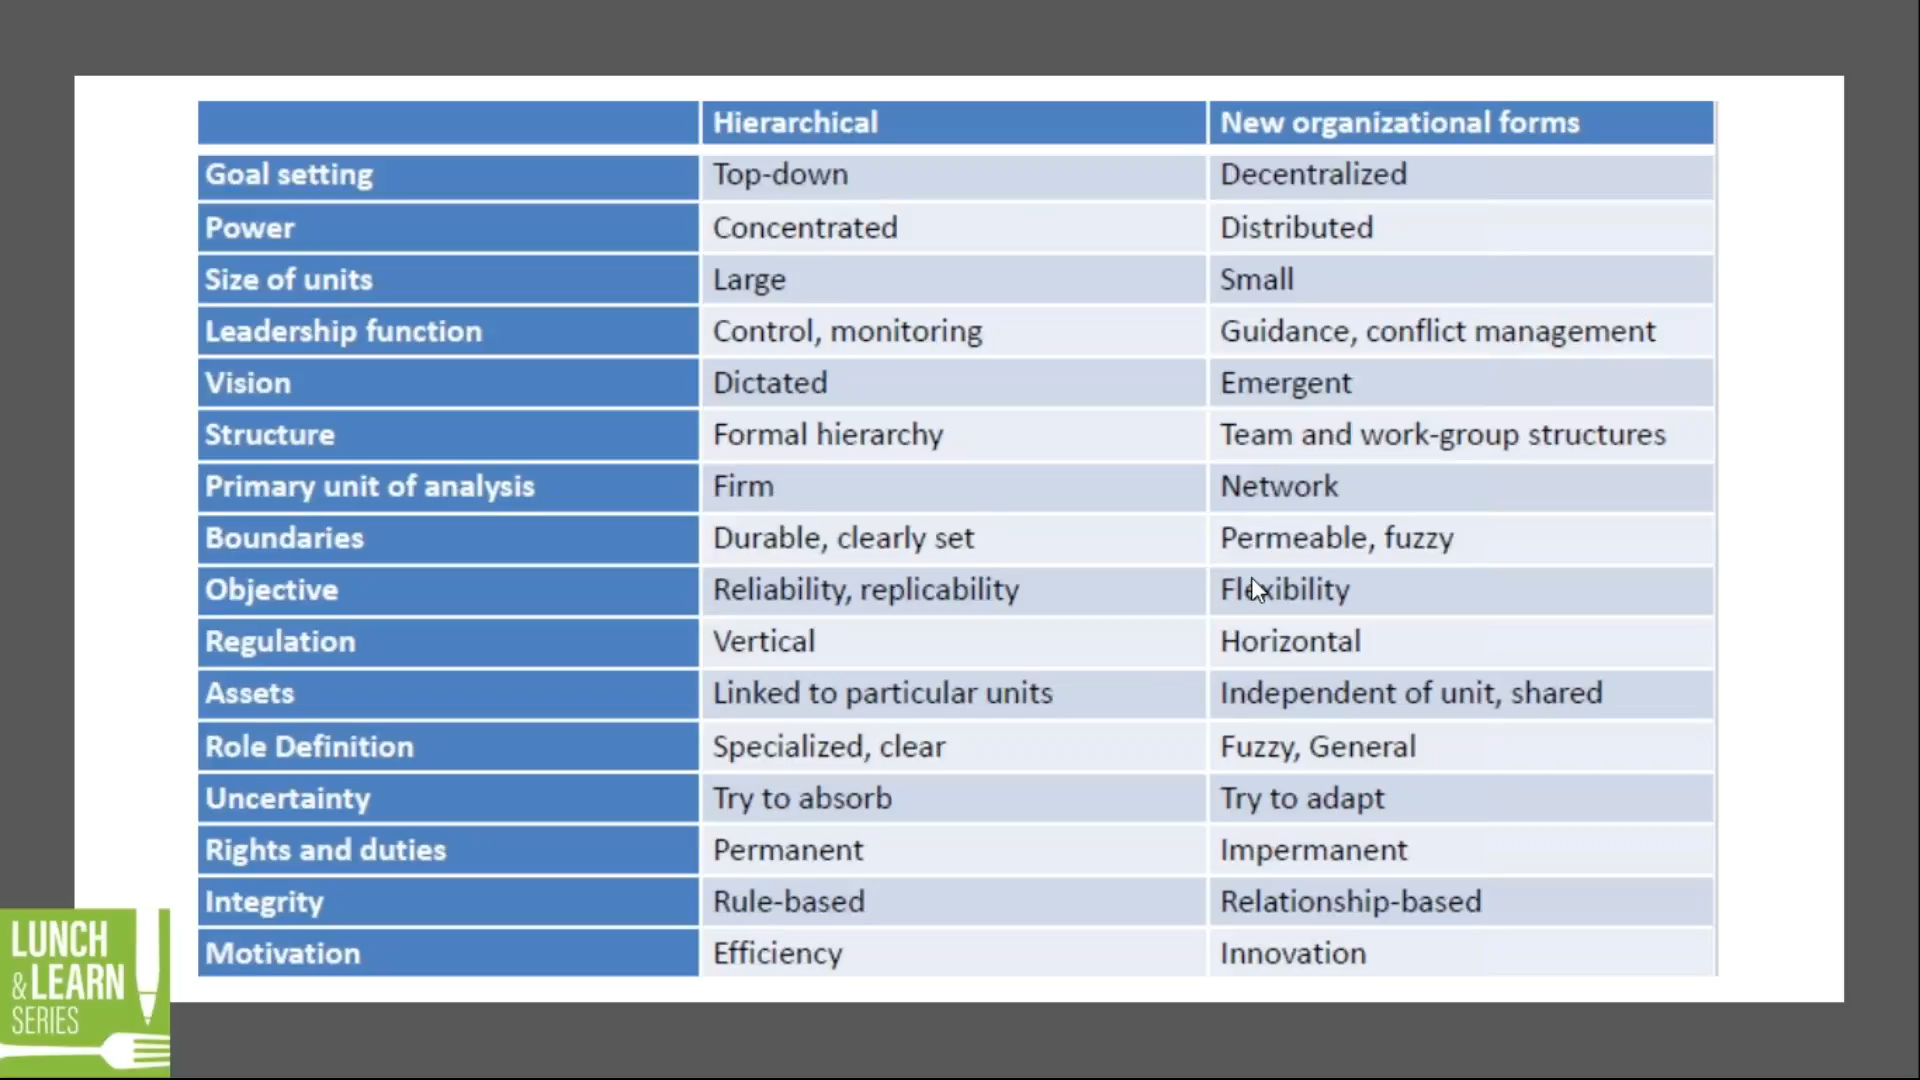 Hierarchical New organizational forms
Goal setting Top-down Decentralized
Power Concentrated Distributed
Size of units Large Small
Leadership function Control, monitoring Guidance, conflict management
Vision Dictated Emergent
Structure Formal hierarchy Team and work-group structures
Primary unit of analysis Firm Network
Boundaries Durable, clearly set Permeable, fuzzy
Objective Reliability, replicability Flexibility
Regulation Vertical Horizontal
Assets Linked to particular units Independent of unit, shared
Role Definition Specialized, clear Fuzzy, General
Uncertainty Try to absorb Try to adapt
Rights and duties Permanent Impermanent
Integrity Rule-based Relationship-based
Motivation Efficiency Innovation
LUNCH
&LEARN
SERIES